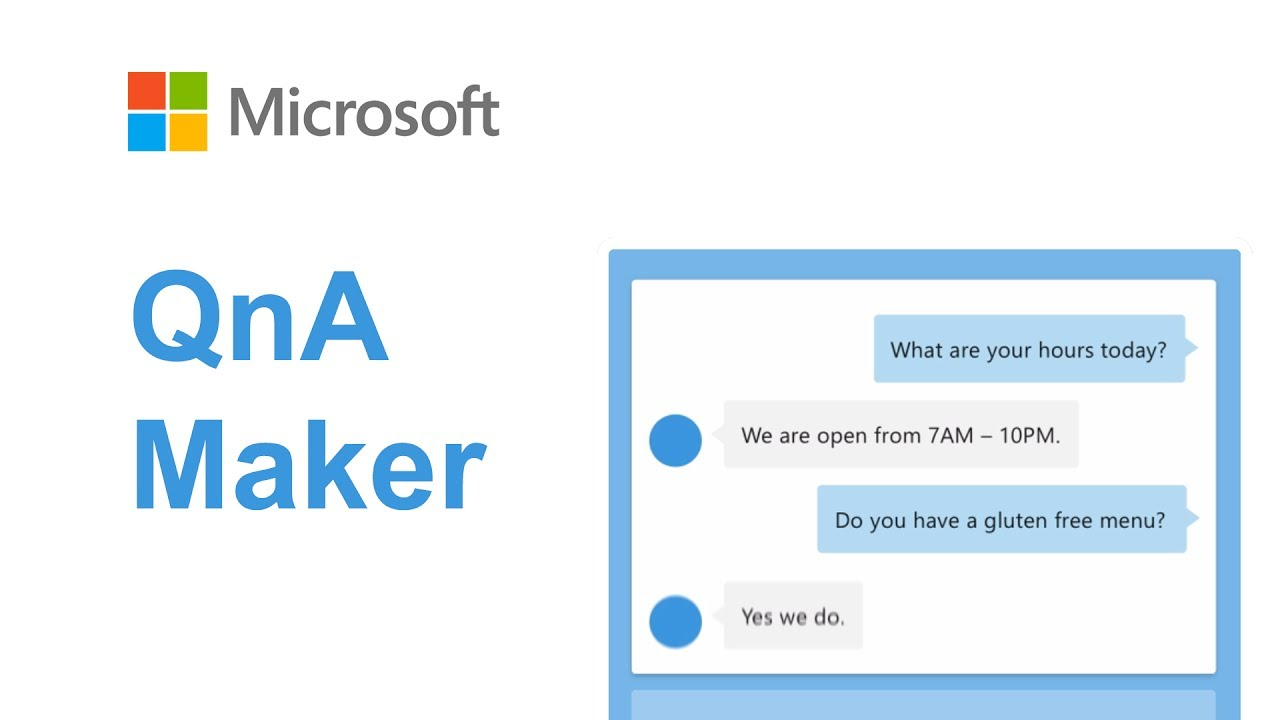 Microsoft
QnA
Maker
What are your hours today?
We are open from 7AM – 10PM.
Do you have a gluten free menu?
Yes we do.